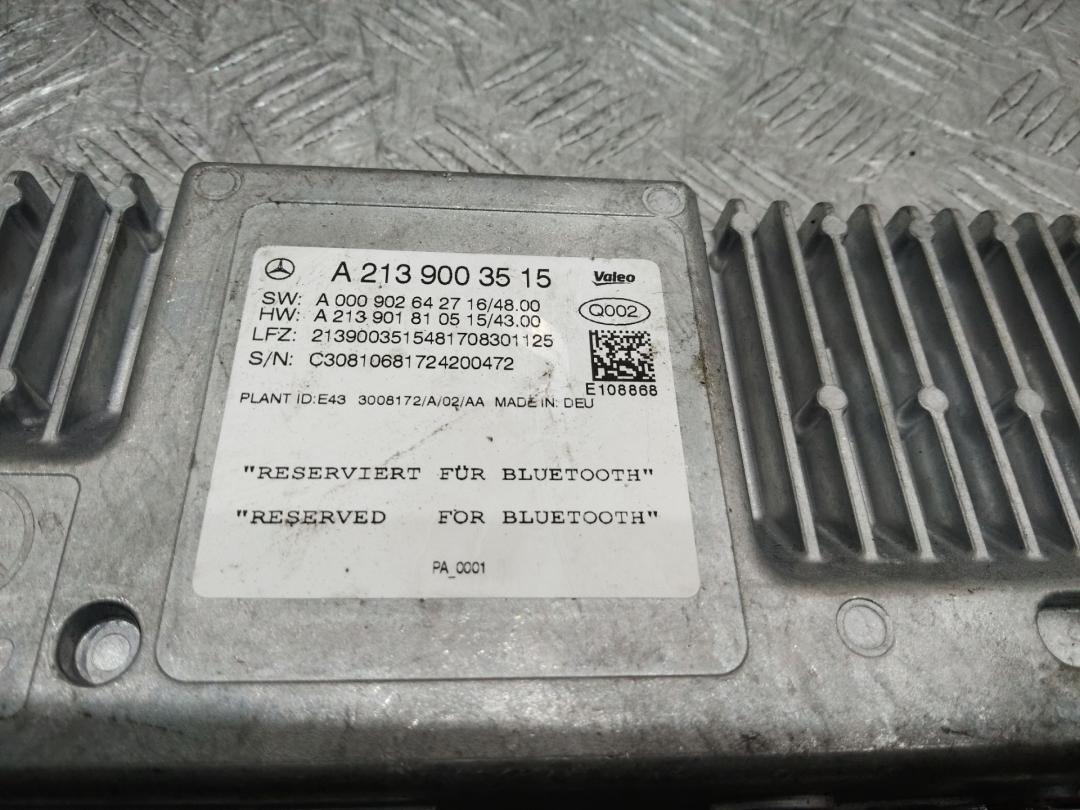 A 213 900 35 15 Valeo
SW: A 000 902 64 27 16/48.00
HW: A 213 901 81 05 15/43.00
Q002
LFZ: 2139003515481708301125
S/N: C30810681724200472
E108868
PLANT ID:E43 3008172/A/02/AA MADE IN: DEU
"RESERVIERT FÜR BLUETOOTH"
"RESERVED FOR BLUETOOTH"
PA_0001